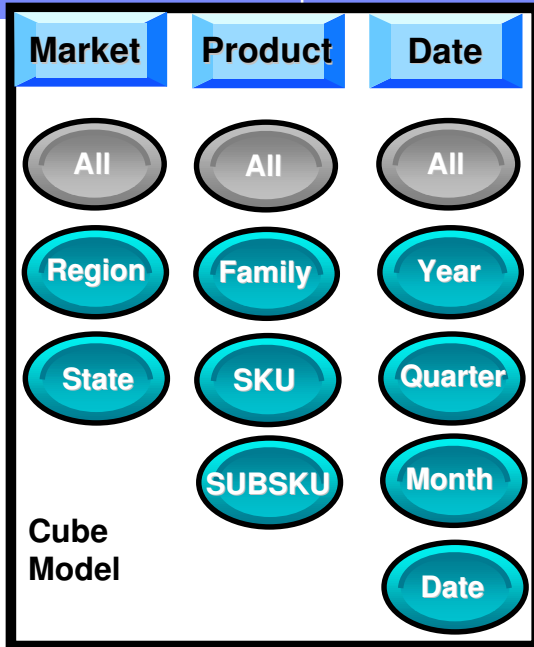 Market Product Date
All All All
Region Family Year
State SKU Quarter
SUBSKU Month
Cube
Model
Date